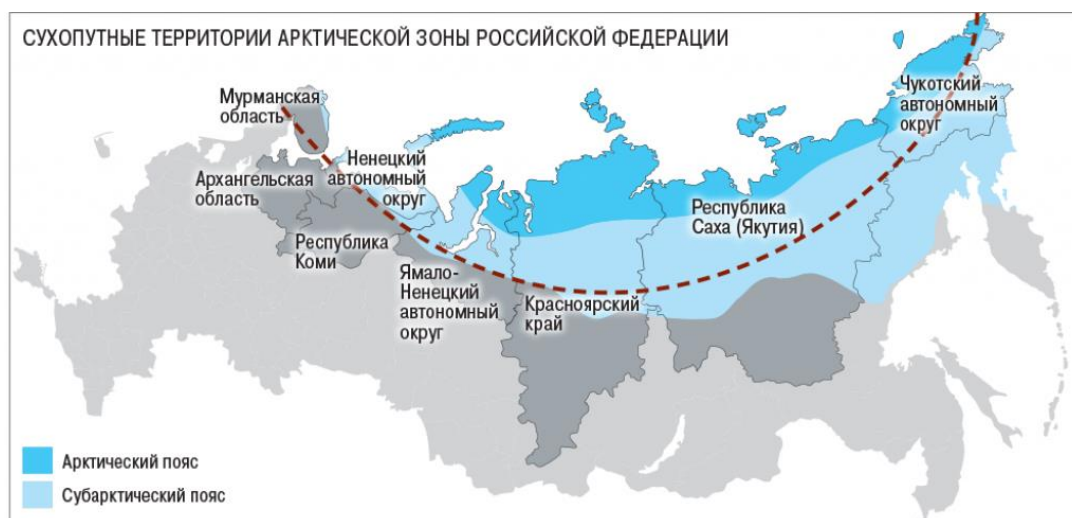 СУХОПУТНЫЕ ТЕРРИТОРИИ АРКТИЧЕСКОЙ ЗОНЫ РОССИЙСКОЙ ФЕДЕРАЦИИ
Мурманская
область
Чукотский
автономный
округ
Ненецкий
автономный
округ
Архангельская
область
Республика
Саха (Якутия)
Республика
Коми
Ямало-
Ненецкий
автономный
округ
Красноярский
край
Арктический пояс
Субарктический пояс